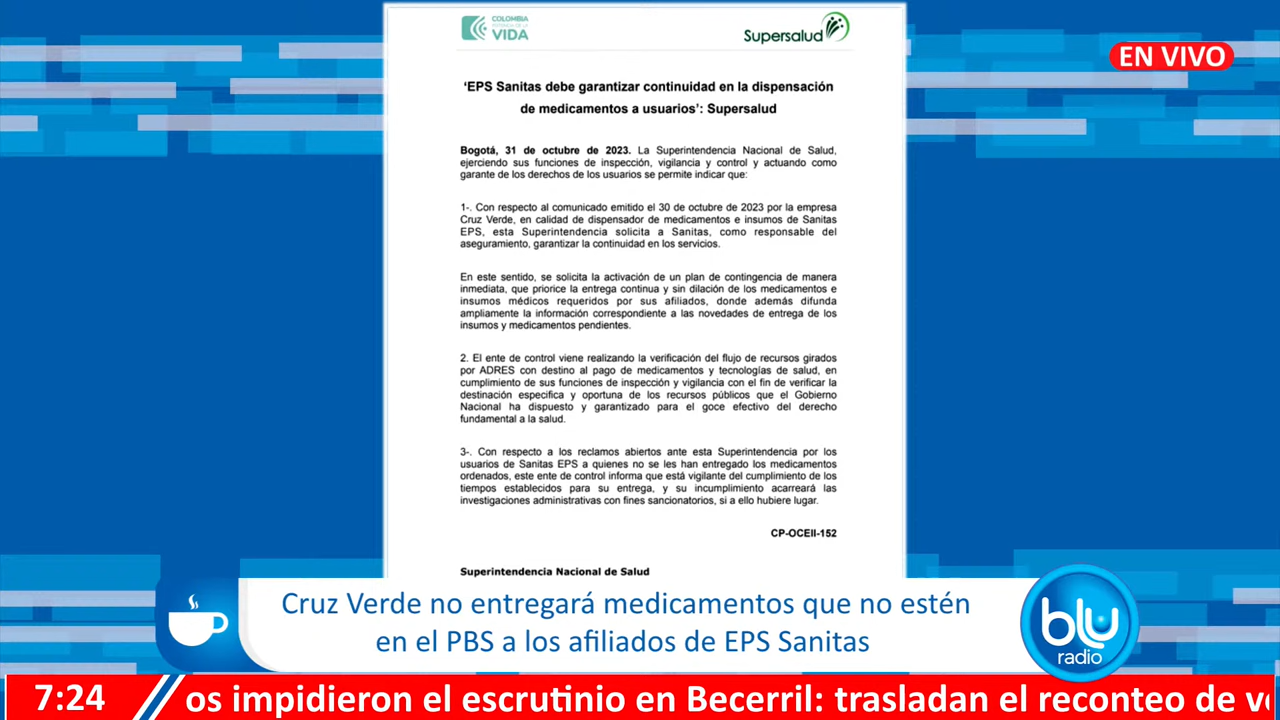 COLOMBIA
POTENCIA DE LA
VIDA
Supersalud
EN VIVO
‘EPS Sanitas debe garantizar continuidad en la dispensación
de medicamentos a usuarios’: Supersalud
Bogotá, 31 de octubre de 2023. La Superintendencia Nacional de Salud,
ejerciendo sus funciones de inspección, vigilancia y control y actuando como
garante de los derechos de los usuarios se permite indicar que:
1-. Con respecto al comunicado emitido el 30 de octubre de 2023 por la empresa
Cruz Verde, en calidad de dispensador de medicamentos e insumos de Sanitas
EPS, esta Superintendencia solicita a Sanitas, como responsable del
aseguramiento, garantizar la continuidad en los servicios.
En este sentido, se solicita la activación de un plan de contingencia de manera
inmediata, que priorice la entrega continua y sin dilación de los medicamentos e
insumos médicos requeridos por sus afiliados, donde además difunda
ampliamente la información correspondiente a las novedades de entrega de los
insumos y medicamentos pendientes.
2. El ente de control viene realizando la verificación del flujo de recursos girados
por ADRES con destino al pago de medicamentos y tecnologías de salud, en
cumplimiento de sus funciones de inspección y vigilancia con el fin de verificar la
destinación especifica y oportuna de los recursos públicos que el Gobierno
Nacional ha dispuesto y garantizado para el goce efectivo del derecho
fundamental a la salud.
3-. Con respecto a los reclamos abiertos ante esta Superintendencia por los
usuarios de Sanitas EPS a quienes no se les han entregado los medicamentos
ordenados, este ente de control informa que está vigilante del cumplimiento de los
tiempos establecidos para su entrega, y su incumplimiento acarreará las
investigaciones administrativas con fines sancionatorios, si a ello hubiere lugar.
CP-OCEII-152
Superintendencia Nacional de Salud
Cruz Verde no entregará medicamentos que no estén
en el PBS a los afiliados de EPS Sanitas
blu
radio
7:24
os impidieron el escrutinio en Becerril: trasladan el reconteo de vo